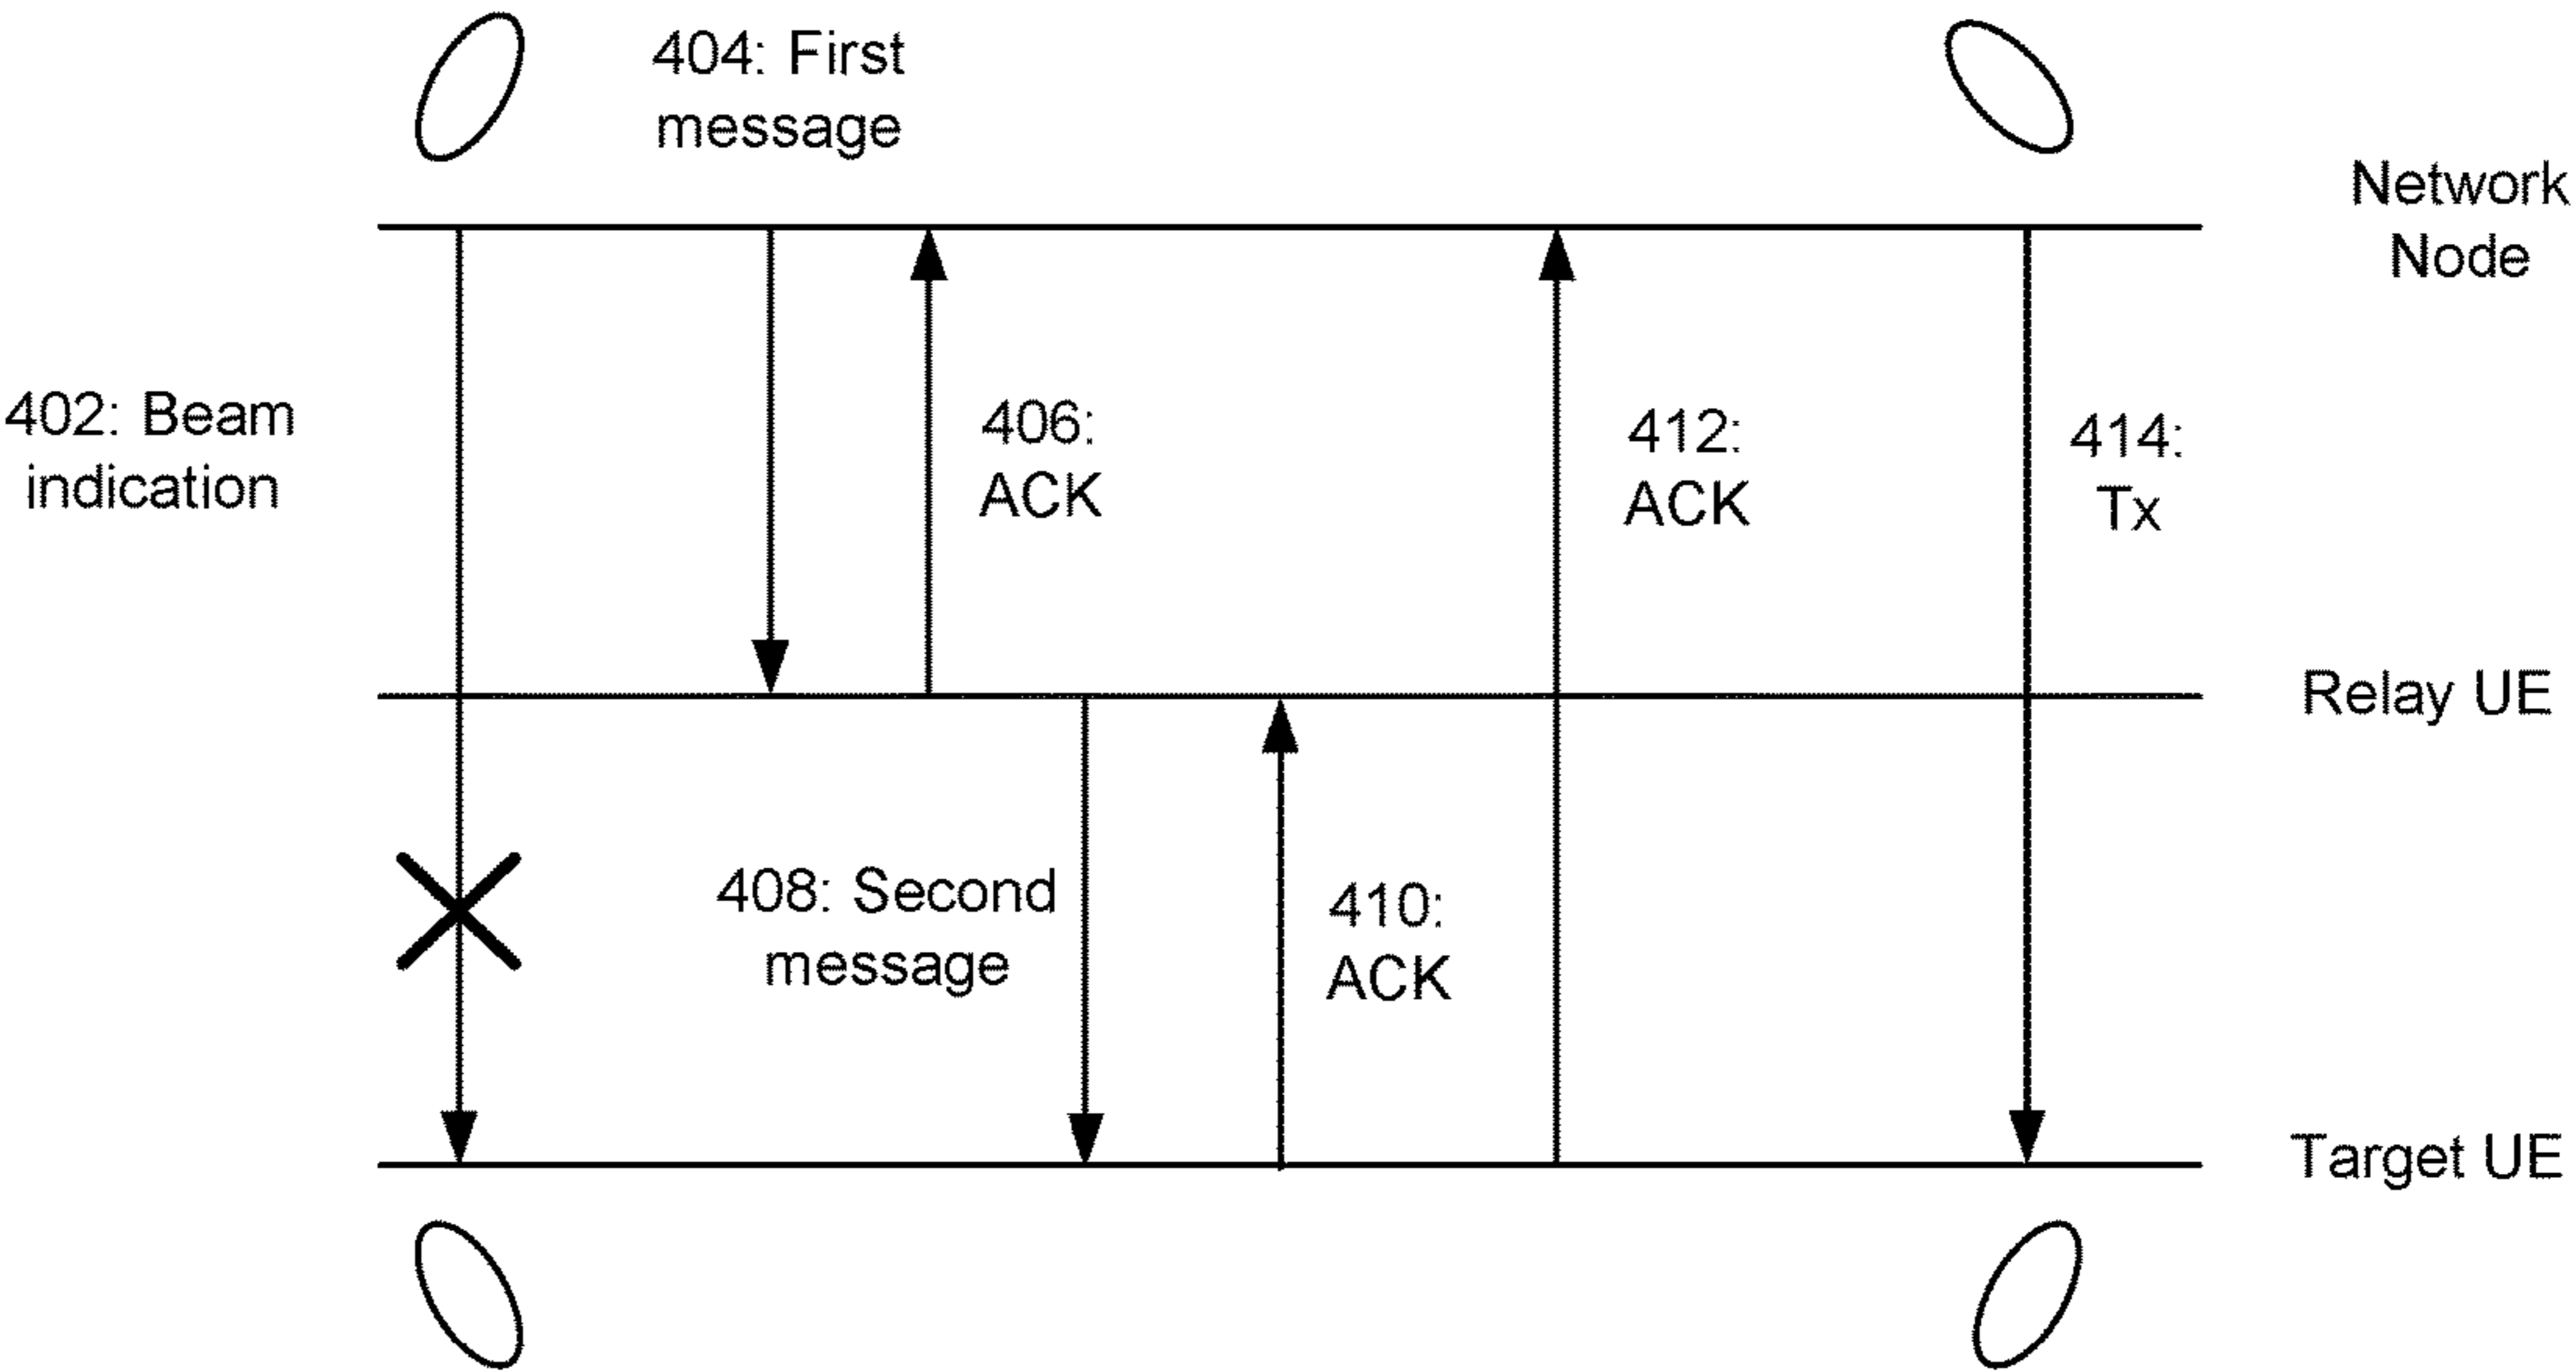 404: First
message
Network
Node
402: Beam
indication
406:
ACK
412:
ACK
414:
Tx
Relay UE
408: Second
message
410:
ACK
Target UE